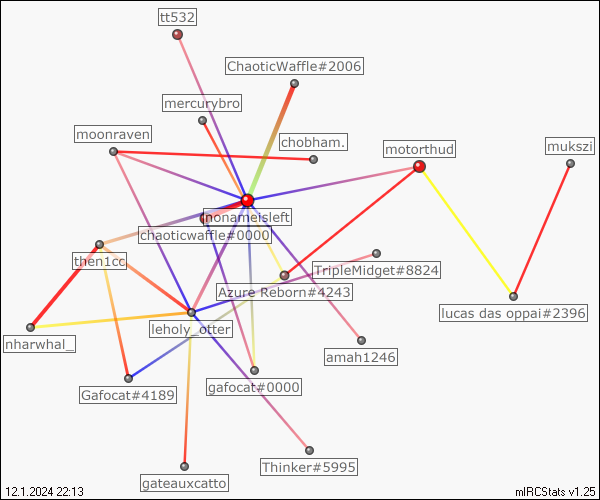 tt532
ChaoticWaffle#2006
mercurybro
moonraven
chobham.
motorthud
mukszi
nonameisleft
chaoticwaffle#0000
then1cc
TripleMidget#8824
Azure Reborn#4243
lucas das oppai#2396
leholy_otter
nharwhal_
amah1246
gafocat#0000
Gafocat#4189
Thinker#5995
gateauxcatto
12.1.2024 22:13
mIRCStats v1.25